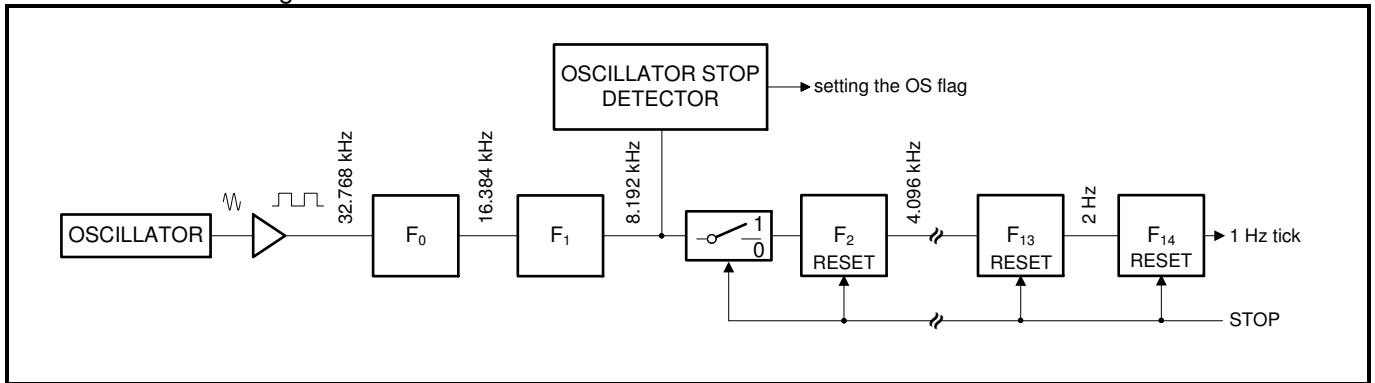 OSCILLATOR STOP
DETECTOR
setting the OS flag
OSCILLATOR
32.768 kHz
F₀
16.384 kHz
F₁
8.192 kHz
1
0
F₂
RESET
4.096 kHz
F₁₃
RESET
2 Hz
F₁₄
RESET
1 Hz tick
STOP